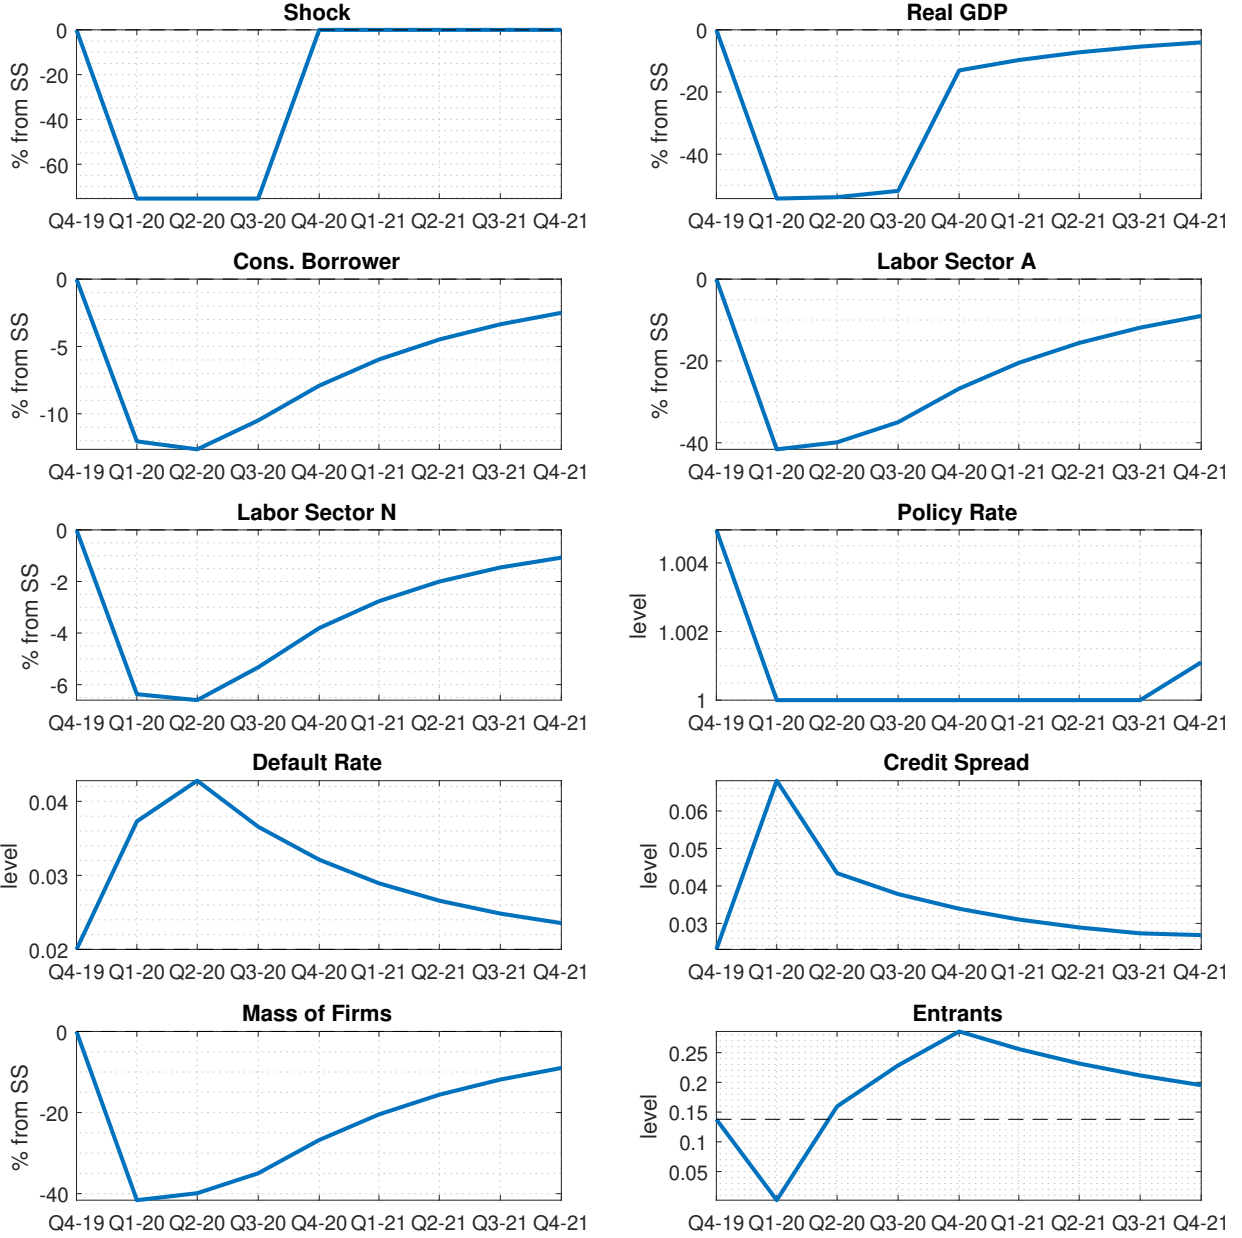 Shock
0
-20
-40
-60
% from SS
Q4-19 Q1-20 Q2-20 Q3-20 Q4-20 Q1-21 Q2-21 Q3-21 Q4-21
Real GDP
0
-20
-40
% from SS
Q4-19 Q1-20 Q2-20 Q3-20 Q4-20 Q1-21 Q2-21 Q3-21 Q4-21
Cons. Borrower
0
-5
-10
% from SS
Q4-19 Q1-20 Q2-20 Q3-20 Q4-20 Q1-21 Q2-21 Q3-21 Q4-21
Labor Sector A
0
-20
-40
% from SS
Q4-19 Q1-20 Q2-20 Q3-20 Q4-20 Q1-21 Q2-21 Q3-21 Q4-21
Labor Sector N
0
-2
-4
-6
% from SS
Q4-19 Q1-20 Q2-20 Q3-20 Q4-20 Q1-21 Q2-21 Q3-21 Q4-21
Policy Rate
1.004
1.002
1
level
Q4-19 Q1-20 Q2-20 Q3-20 Q4-20 Q1-21 Q2-21 Q3-21 Q4-21
Default Rate
0.04
0.03
0.02
level
Q4-19 Q1-20 Q2-20 Q3-20 Q4-20 Q1-21 Q2-21 Q3-21 Q4-21
Credit Spread
0.06
0.05
0.04
0.03
level
Q4-19 Q1-20 Q2-20 Q3-20 Q4-20 Q1-21 Q2-21 Q3-21 Q4-21
Mass of Firms
0
-20
-40
% from SS
Q4-19 Q1-20 Q2-20 Q3-20 Q4-20 Q1-21 Q2-21 Q3-21 Q4-21
Entrants
0.25
0.2
0.15
0.1
0.05
level
Q4-19 Q1-20 Q2-20 Q3-20 Q4-20 Q1-21 Q2-21 Q3-21 Q4-21